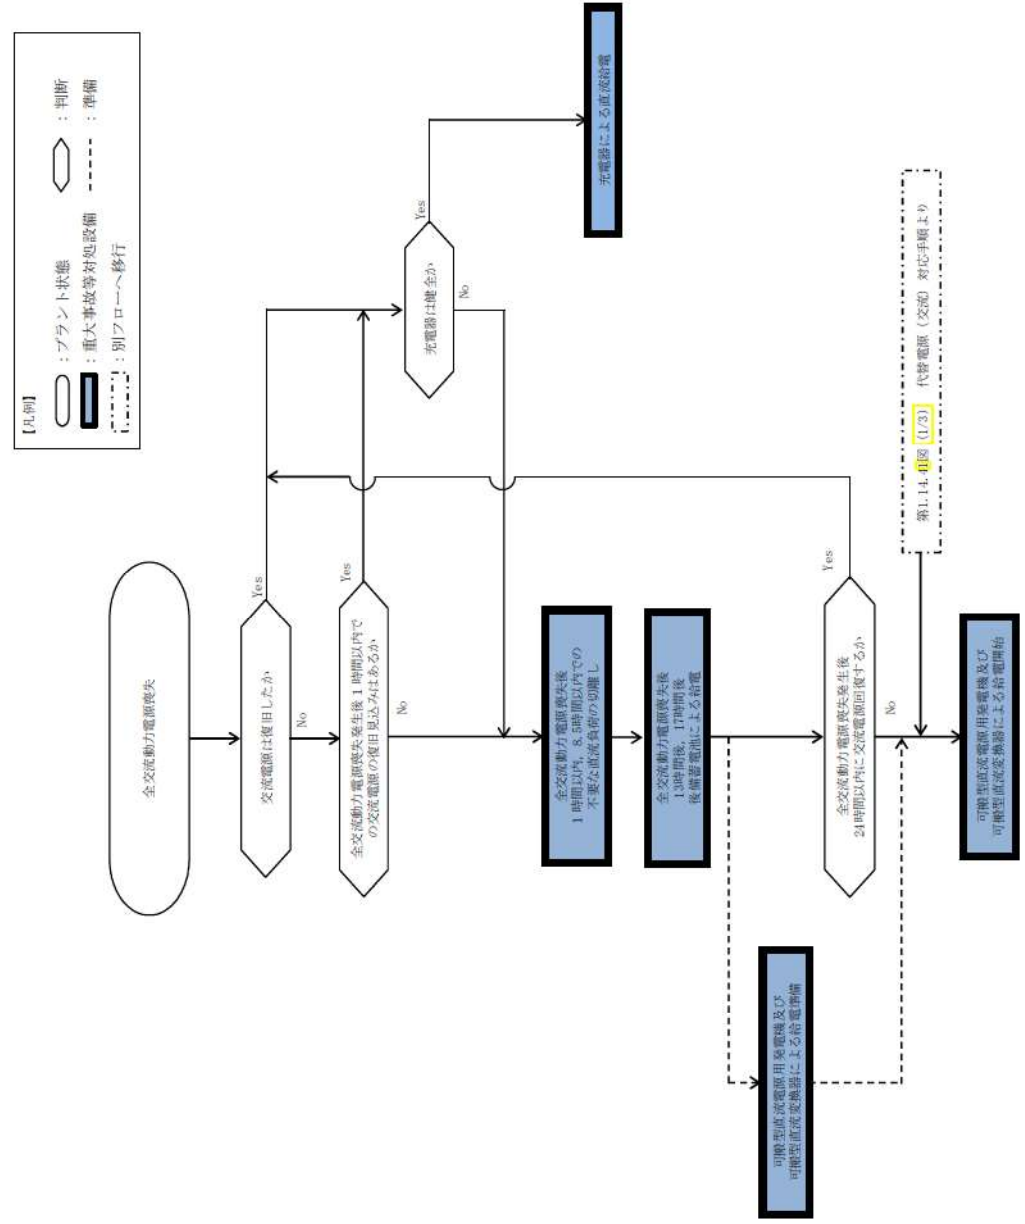 【凡例】
：プラント状態
：判断
：重大事故等対処設備
：準備
：別フローへ移行
全交流動力電源喪失
交流電源は復旧したか
Yes
No
全交流動力電源喪失発生後１時間以内で
の交流電源の復旧見込みはあるか
Yes
No
充電器は健全か
Yes
No
充電器による直流給電
全交流動力電源喪失後
１時間以内，8.5時間以内での
不要な直流負荷の切離し
全交流動力電源喪失後
13時間後，17時間後
後備蓄電池による給電
可搬型直流電源用発電機及び
可搬型直流変換器による給電準備
全交流動力電源喪失発生後
24時間以内に交流電源回復するか
Yes
No
第1.14.41図 (1/3)　代替電源（交流）対応手順より
可搬型直流電源用発電機及び
可搬型直流変換器による給電開始